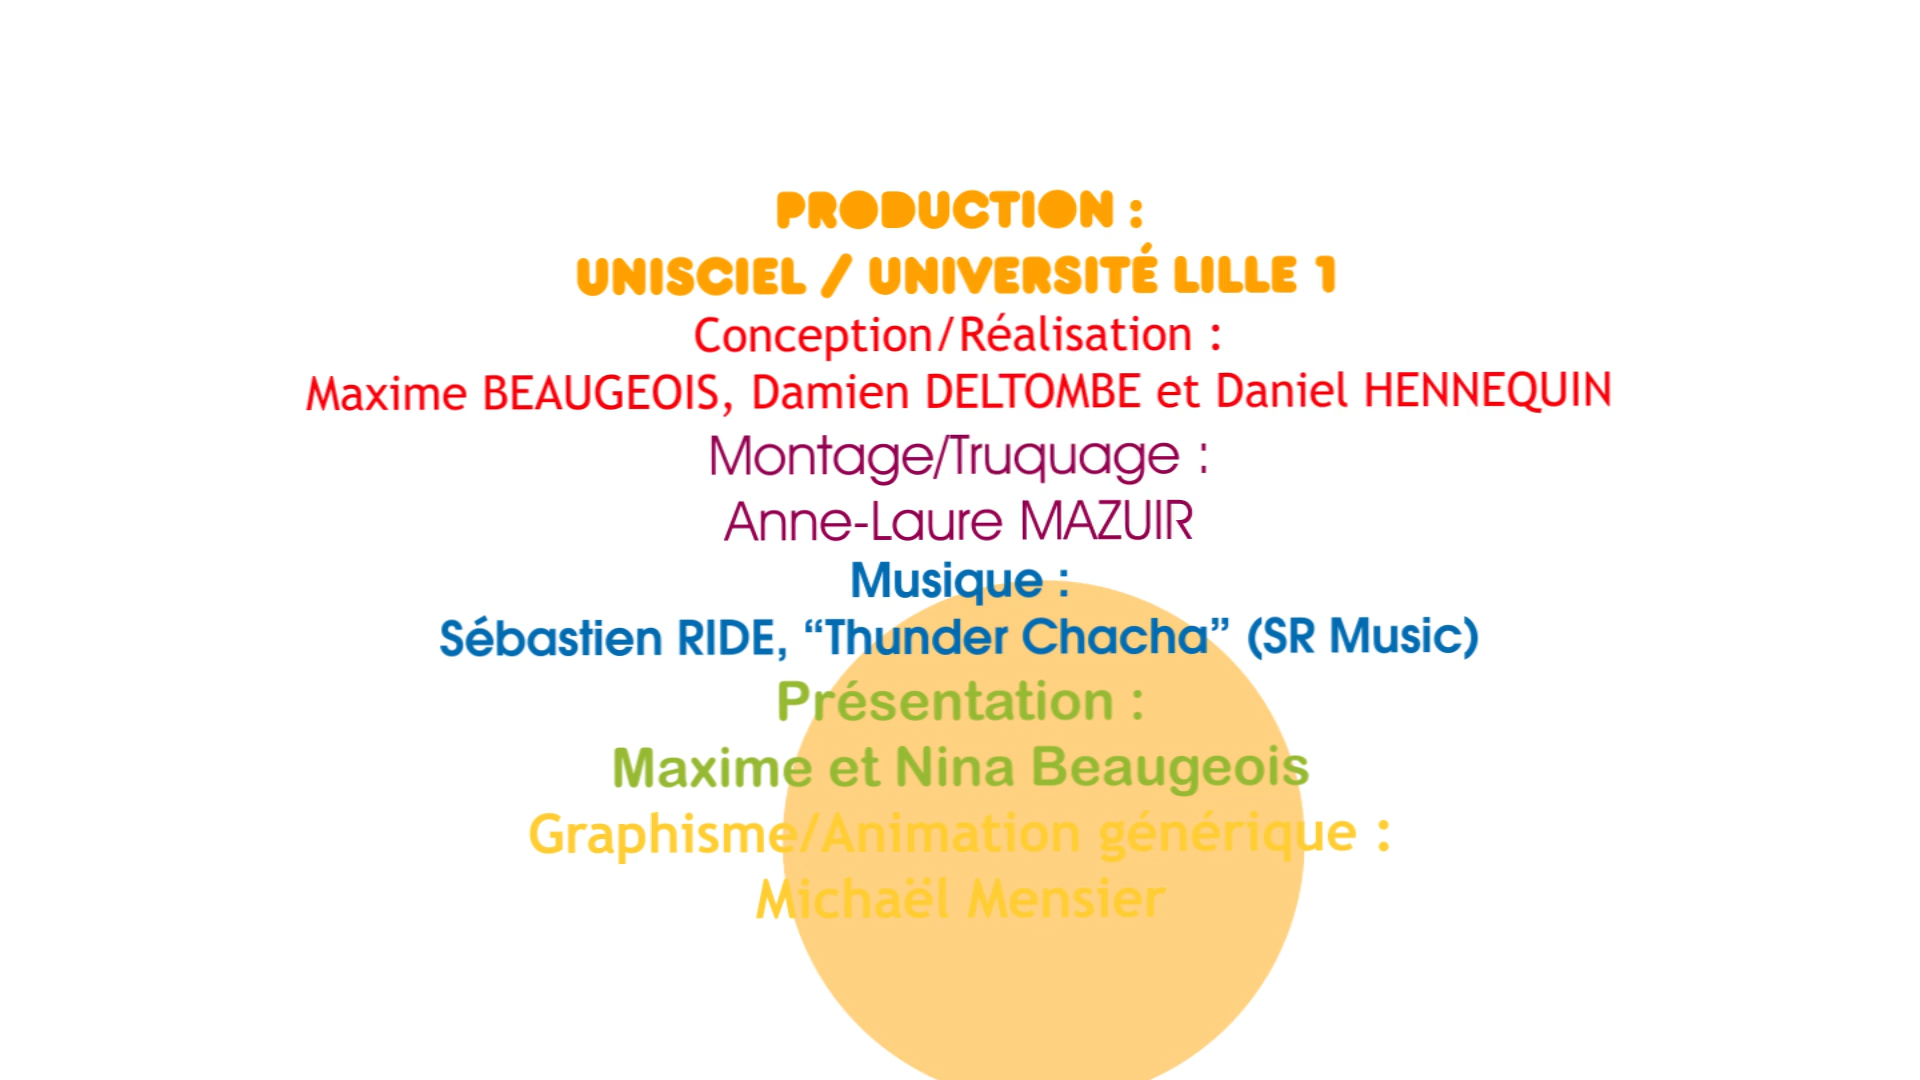 PRODUCTION :
UNISCIEL / UNIVERSITÉ LILLE 1
Conception/Réalisation :
Maxime BEAUGEOIS, Damien DELTOMBE et Daniel HENNEQUIN
Montage/Truquage :
Anne-Laure MAZUIR
Musique :
Sébastien RIDE, “Thunder Chacha” (SR Music)
Présentation :
Maxime et Nina Beaugeois
Graphisme/Animation générique :
Michaël Mensier